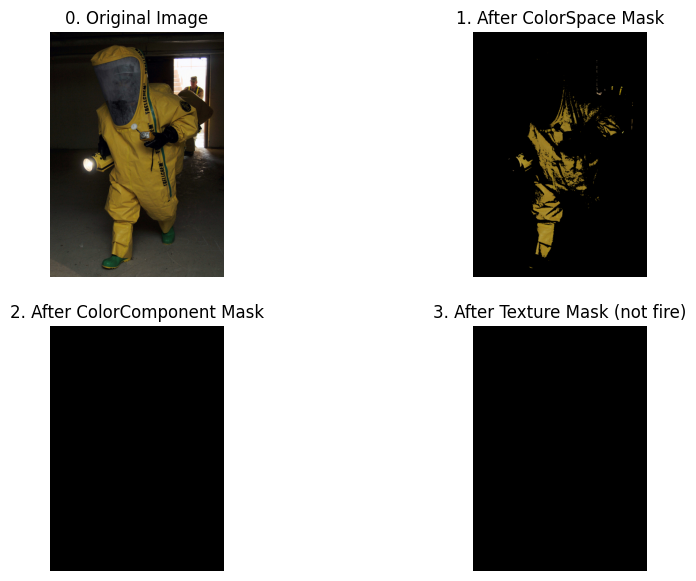 0. Original Image
1. After ColorSpace Mask
2. After ColorComponent Mask
3. After Texture Mask (not fire)